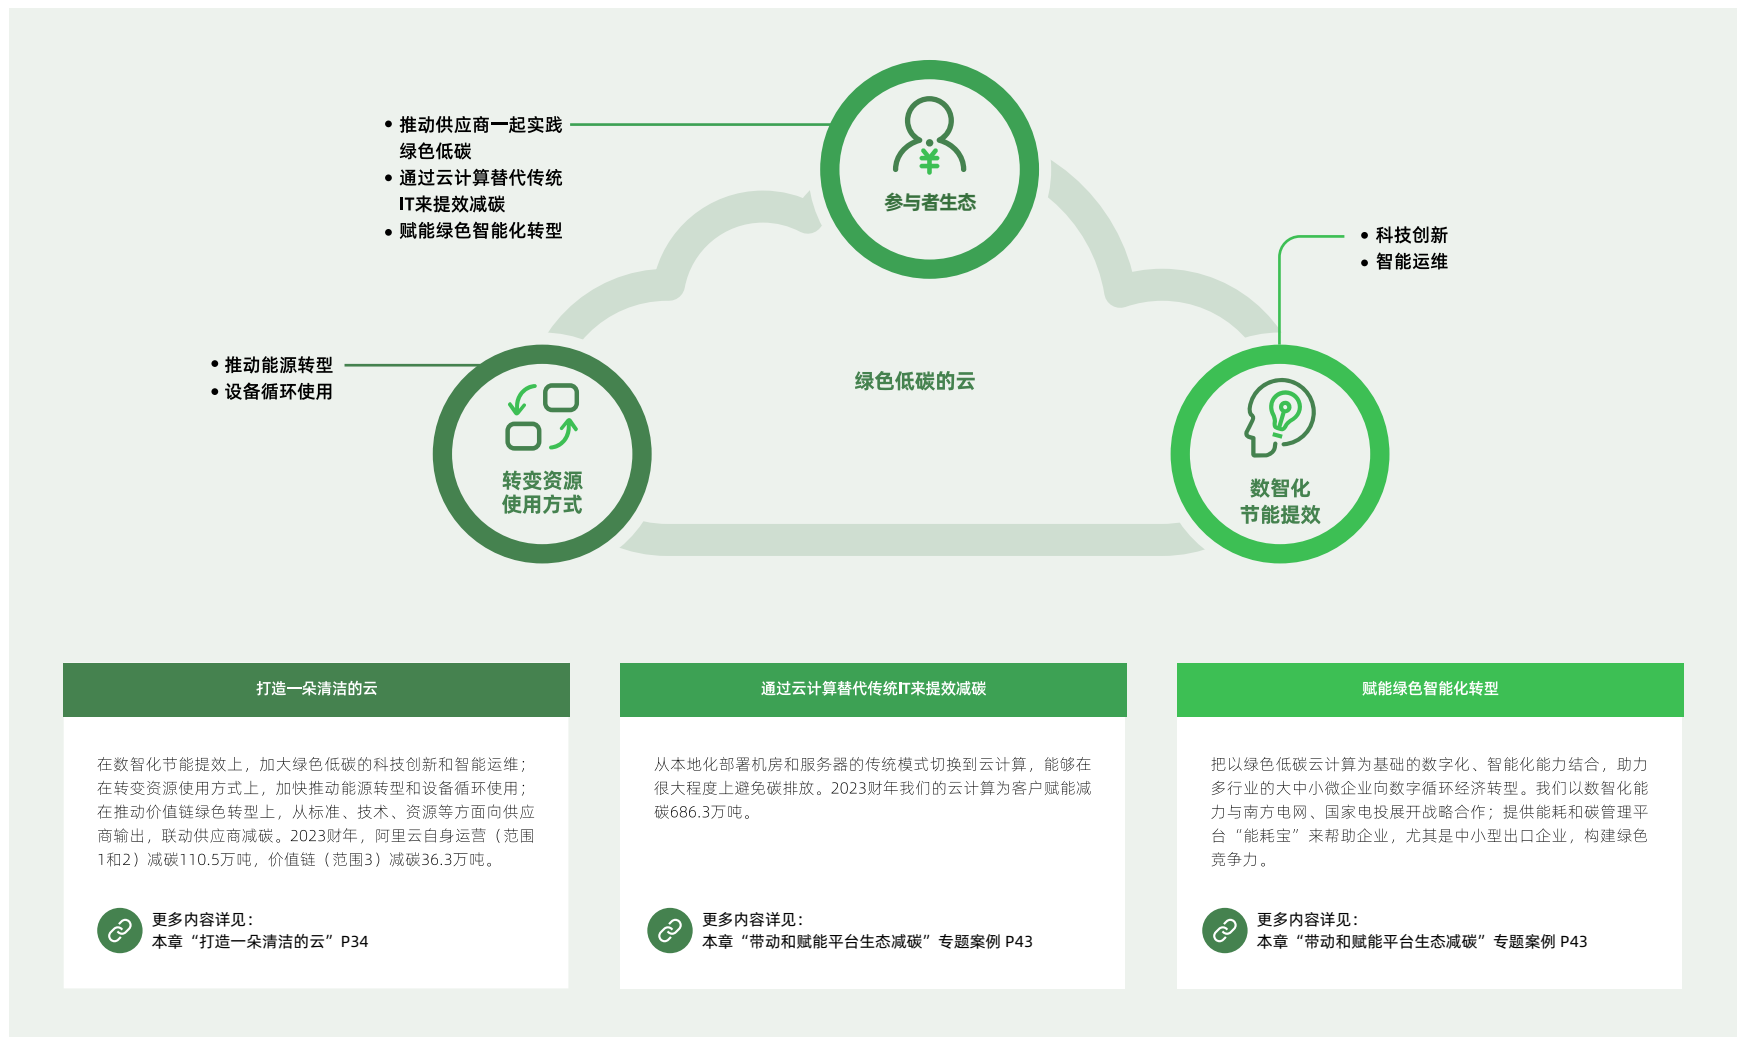 • 推动供应商一起实践
绿色低碳
• 通过云计算替代传统
IT来提效减碳
• 赋能绿色智能化转型
参与者生态
• 科技创新
• 智能运维
• 推动能源转型
• 设备循环使用
绿色低碳的云
转变资源
使用方式
数智化
节能提效
打造一朵清洁的云
在数智化节能提效上，加大绿色低碳的科技创新和智能运维；
在转变资源使用方式上，加快推动能源转型和设备循环使用；
在推动价值链绿色转型上，从标准、技术、资源等方面向供应
商输出，联动供应商减碳。2023财年，阿里云自身运营（范围
1和2）减碳110.5万吨，价值链（范围3）减碳36.3万吨。
更多内容详见：
本章“打造一朵清洁的云”P34
通过云计算替代传统IT来提效减碳
从本地化部署机房和服务器的传统模式切换到云计算，能够在
很大程度上避免碳排放。2023财年我们的云计算为客户赋能减
碳686.3万吨。
更多内容详见：
本章“带动和赋能平台生态减碳”专题案例 P43
赋能绿色智能化转型
把以绿色低碳云计算为基础的数字化、智能化能力结合，助力
多行业的大中小微企业向数字循环经济转型。我们以数智化能
力与南方电网、国家电投展开战略合作；提供能耗和碳管理平
台“能耗宝”来帮助企业，尤其是中小型出口企业，构建绿色
竞争力。
更多内容详见：
本章“带动和赋能平台生态减碳”专题案例 P43